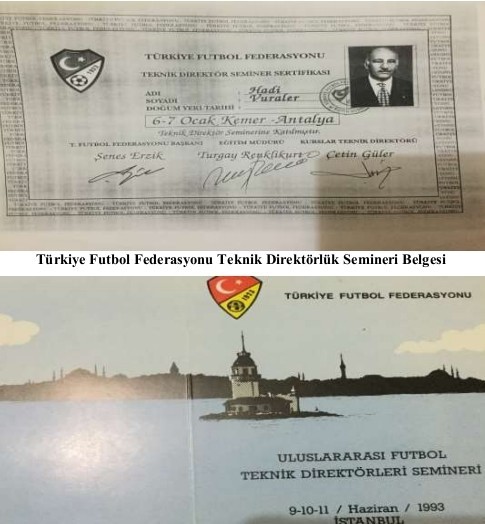 TÜRKİYE FUTBOL FEDERASYONU
TEKNİK DİREKTÖR SEMİNER SERTİFİKASI
ADI : Hadi
SOYADI : Vuraler
DOĞUM YERİ TARİHİ :
6-7 Ocak Kemer -Antalya
Teknik Direktör Seminerine Katılmıştır.
T. FUTBOL FEDERASYONU BAŞKANI EĞİTİM MÜDÜRÜ KURSLAR TEKNİK DİREKTÖRÜ
Şenes Erzik Turgay Renklikurt Çetin Güler
1923
Türkiye Futbol Federasyonu Teknik Direktörlük Semineri Belgesi
1923
TÜRKİYE FUTBOL FEDERASYONU
ULUSLARARASI FUTBOL
TEKNİK DİREKTÖRLERİ SEMİNERİ
9-10-11 / Haziran / 1993
İSTANBUL